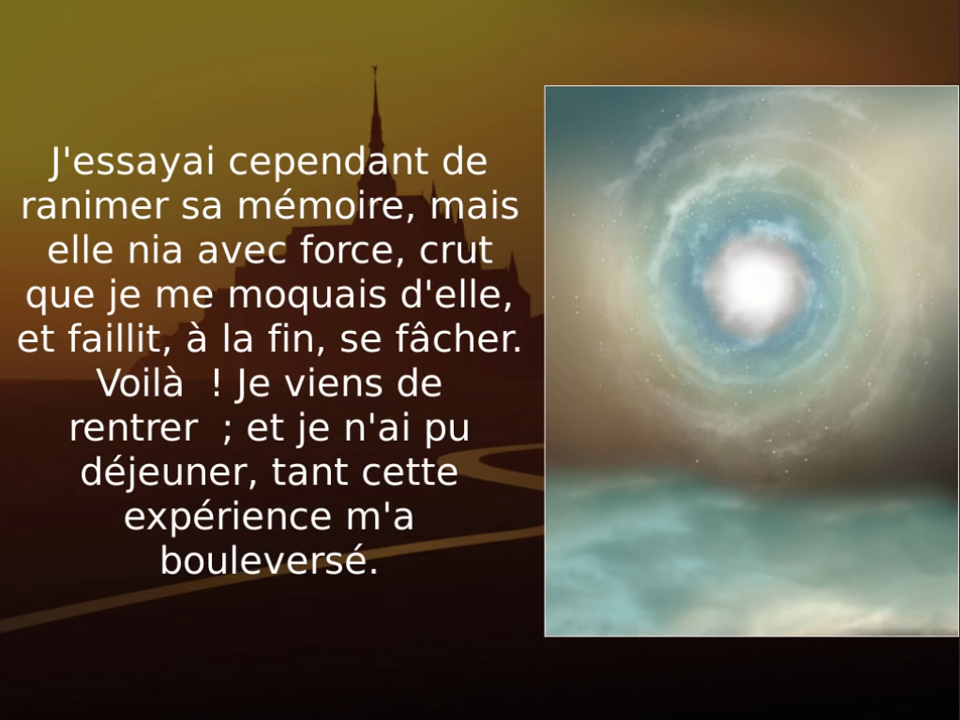 J'essayai cependant de
ranimer sa mémoire, mais
elle nia avec force, crut
que je me moquais d'elle,
et faillit, à la fin, se fâcher.
Voilà  ! Je viens de
rentrer  ; et je n'ai pu
déjeuner, tant cette
expérience m'a
bouleversé.